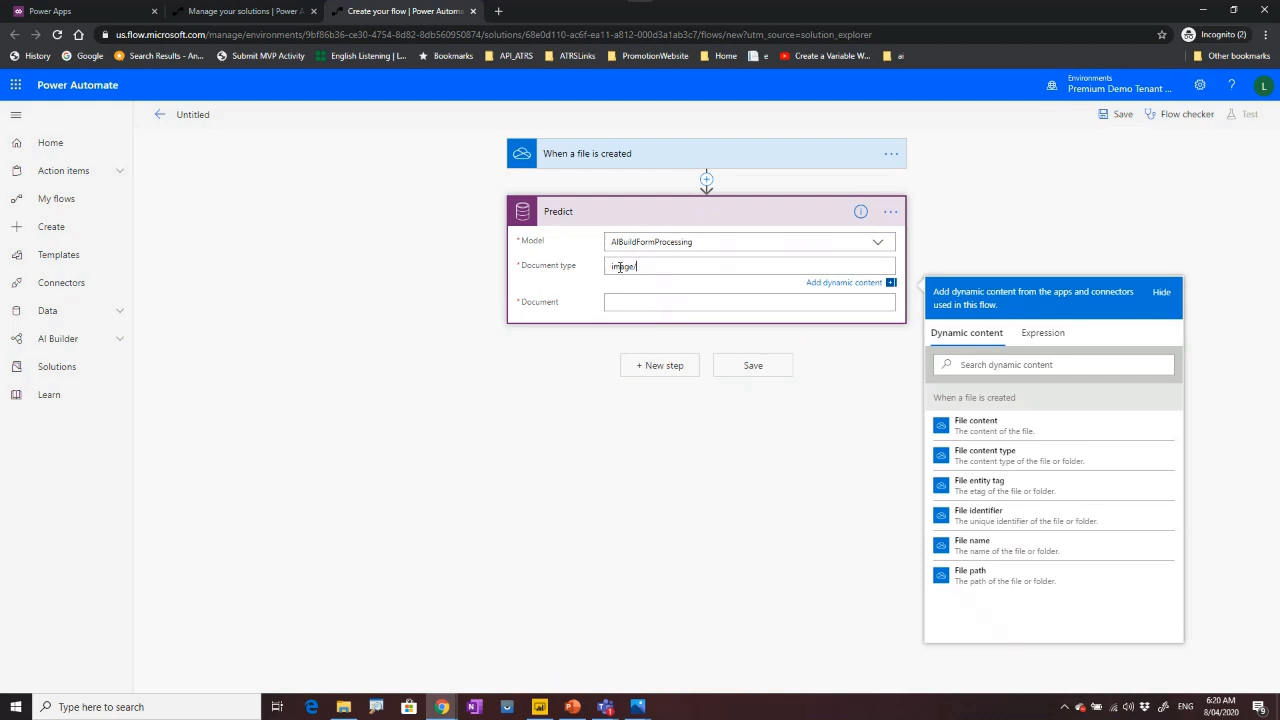 Power Apps
Manage your solutions | Power A
Create your flow | Power Automa
us.flow.microsoft.com/manage/environments/9bf86b36-ce30-4754-8d82-8db560950874/solutions/68e0d110-ac6f-ea11-a812-000d3a1ab3c7/flows/new?utm_source=solution_explorer
Incognito (2)
History
Google
Search Results - An...
Submit MVP Activity
English Listening | L...
Bookmarks
API_ATRS
ATRSLinks
PromotionWebsite
Home
e
Create a Variable W...
ai
Other bookmarks
Power Automate
Environments
Premium Demo Tenant ...
L
Untitled
Save
Flow checker
Test
Home
Action items
My flows
Create
Templates
Connectors
Data
AI Builder
Solutions
Learn
When a file is created
Predict
* Model
AIBuildFormProcessing
* Document type
image/
Add dynamic content
* Document
+ New step
Save
Add dynamic content from the apps and connectors
used in this flow.
Hide
Dynamic content
Expression
Search dynamic content
When a file is created
File content
The content of the file.
File content type
The content type of the file or folder.
File entity tag
The etag of the file or folder.
File identifier
The unique identifier of the file or folder.
File name
The name of the file or folder.
File path
The path of the file or folder.
Type here to search
ENG
6:20 AM
8/04/2020